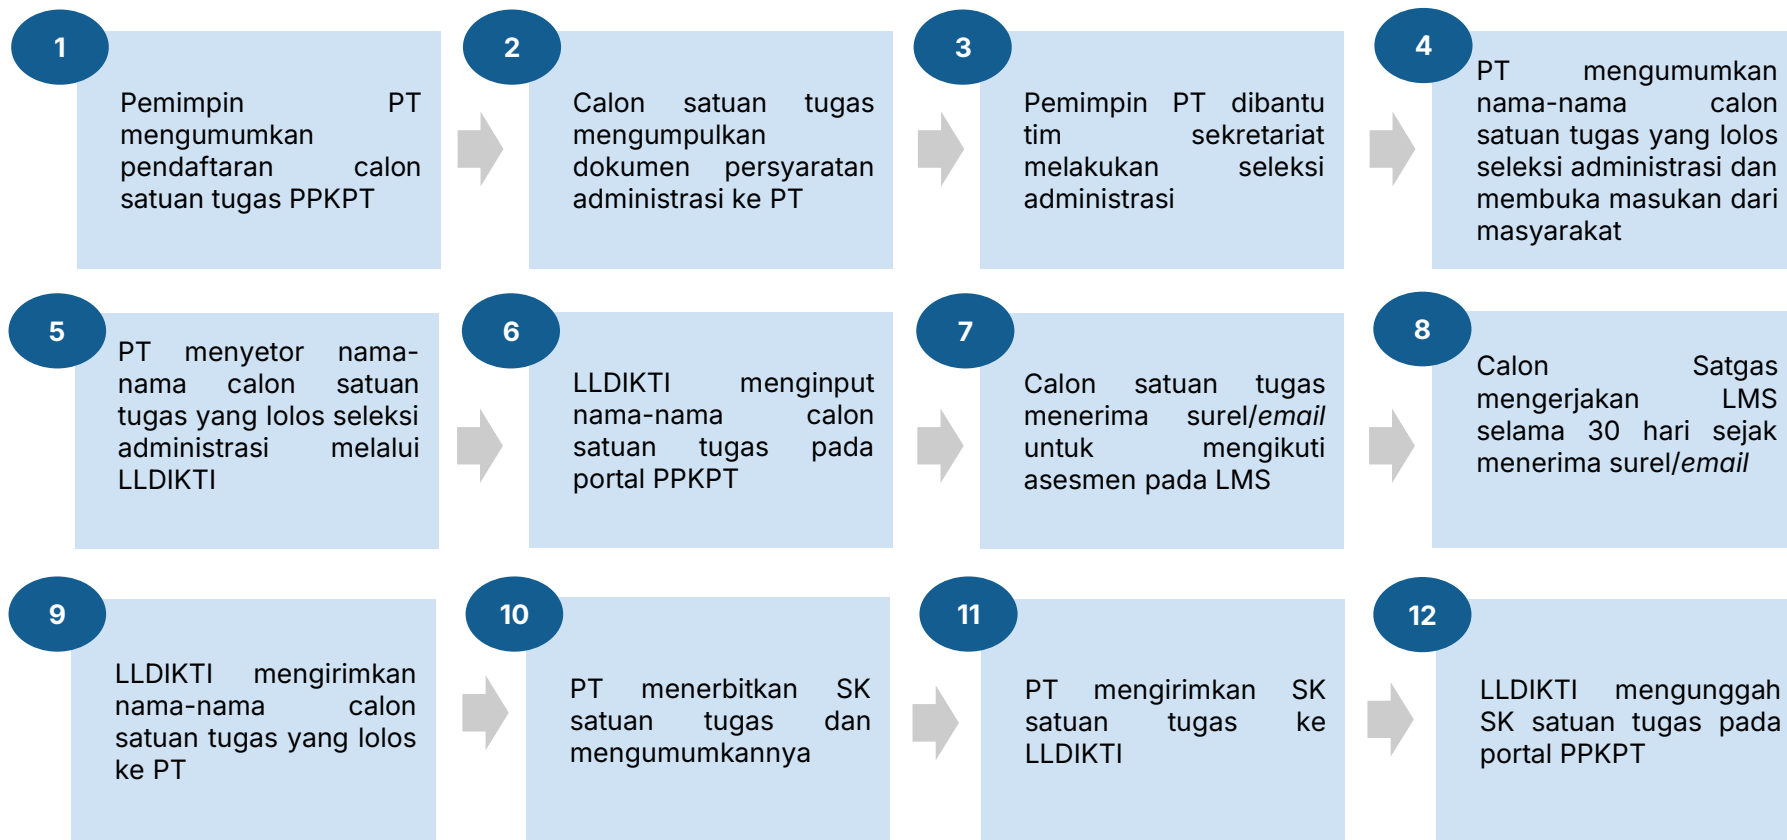 1
Pemimpin PT
mengumumkan
pendaftaran calon
satuan tugas PPKPT
2
Calon satuan tugas
mengumpulkan
dokumen persyaratan
administrasi ke PT
3
Pemimpin PT dibantu
tim sekretariat
melakukan seleksi
administrasi
4
PT mengumumkan
nama-nama calon
satuan tugas yang lolos
seleksi administrasi dan
membuka masukan dari
masyarakat
5
PT menyetor nama-
nama calon satuan
tugas yang lolos seleksi
administrasi melalui
LLDIKTI
6
LLDIKTI menginput
nama-nama calon
satuan tugas pada
portal PPKPT
7
Calon satuan tugas
menerima surel/email
untuk mengikuti
asesmen pada LMS
8
Calon Satgas
mengerjakan LMS
selama 30 hari sejak
menerima surel/email
9
LLDIKTI mengirimkan
nama-nama calon
satuan tugas yang lolos
ke PT
10
PT menerbitkan SK
satuan tugas dan
mengumumkannya
11
PT mengirimkan SK
satuan tugas ke
LLDIKTI
12
LLDIKTI mengunggah
SK satuan tugas pada
portal PPKPT